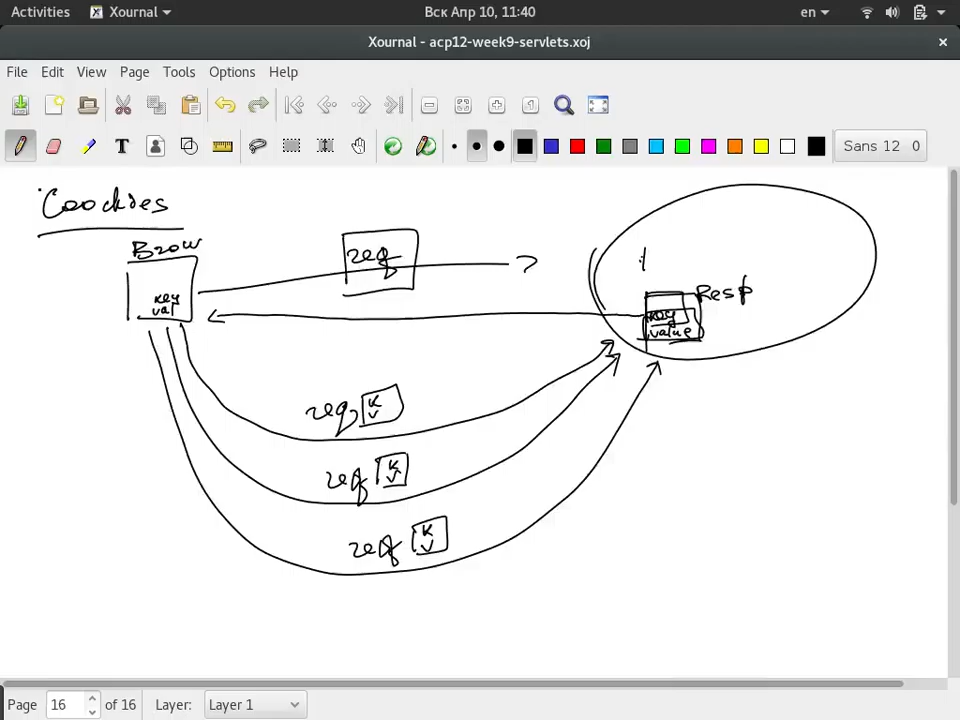 Activities Xournal Вск Апр 10, 11:40 en
Xournal - acp12-week9-servlets.xoj
File Edit View Page Tools Options Help
Sans 12 0
Coockies
Brow
req
key
val
Resp
key
value
req K
V
req K
V
req K
V
Page 16 of 16 Layer: Layer 1